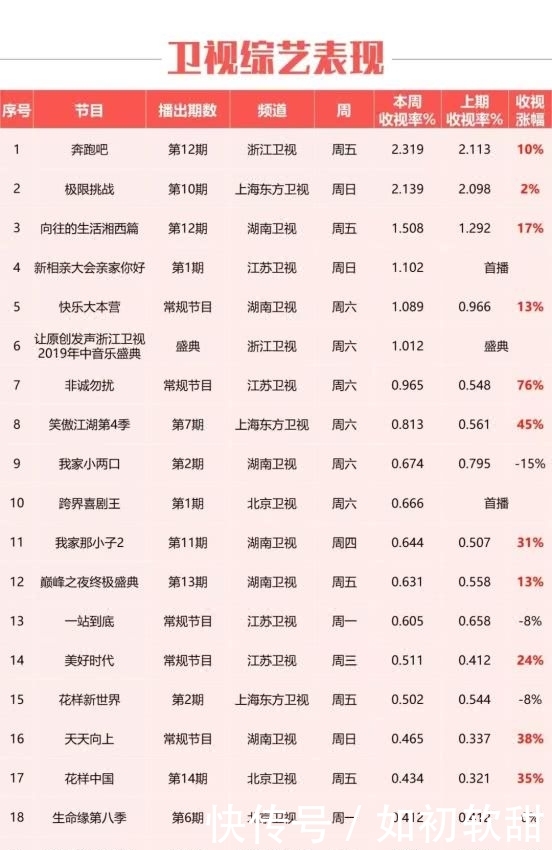 卫视综艺表现
序号 节目 播出期数 频道 周 本周收视率% 上期收视率% 收视涨幅
1 奔跑吧 第12期 浙江卫视 周五 2.319 2.113 10%
2 极限挑战 第10期 上海东方卫视 周日 2.139 2.098 2%
3 向往的生活湘西篇 第12期 湖南卫视 周五 1.508 1.292 17%
4 新相亲大会亲家你好 第1期 江苏卫视 周日 1.102 首播
5 快乐大本营 常规节目 湖南卫视 周六 1.089 0.966 13%
6 让原创发声浙江卫视2019年中音乐盛典 盛典 浙江卫视 周六 1.012 盛典
7 非诚勿扰 常规节目 江苏卫视 周六 0.965 0.548 76%
8 笑傲江湖第4季 第7期 上海东方卫视 周六 0.813 0.561 45%
9 我家小两口 第2期 湖南卫视 周六 0.674 0.795 -15%
10 跨界喜剧王 第1期 北京卫视 周六 0.666 首播
11 我家那小子2 第11期 湖南卫视 周四 0.644 0.507 31%
12 巅峰之夜终极盛典 第13期 湖南卫视 周五 0.631 0.558 13%
13 一站到底 常规节目 江苏卫视 周一 0.605 0.658 -8%
14 美好时代 常规节目 江苏卫视 周三 0.511 0.412 24%
15 花样新世界 第2期 上海东方卫视 周五 0.502 0.544 -8%
16 天天向上 常规节目 湖南卫视 周日 0.465 0.337 38%
17 花样中国 第14期 北京卫视 周五 0.434 0.321 35%
18 生命缘第八季 第6期 北京卫视 周一 0.412
快传号 / 如初软甜